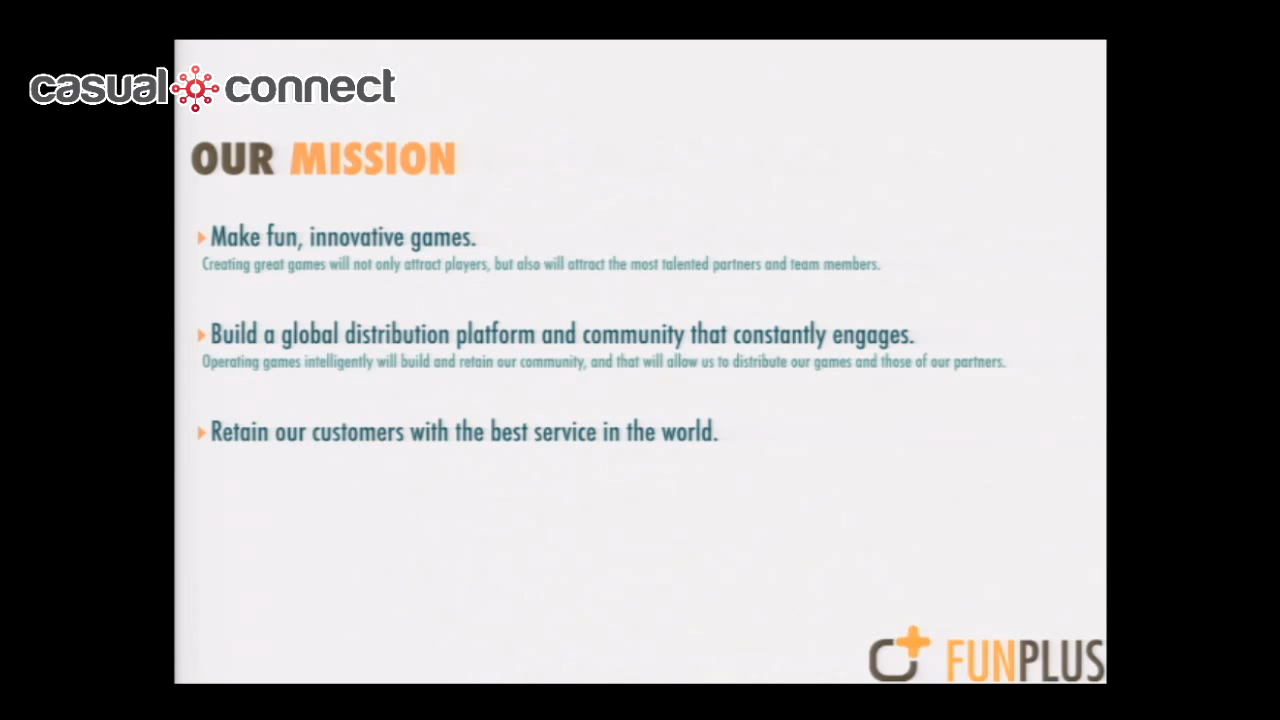 casual connect
OUR MISSION
Make fun, innovative games.
Creating great games will not only attract players, but also will attract the most talented partners and team members.
Build a global distribution platform and community that constantly engages.
Operating games intelligently will build and retain our community, and that will allow us to distribute our games and those of our partners.
Retain our customers with the best service in the world.
FUNPLUS